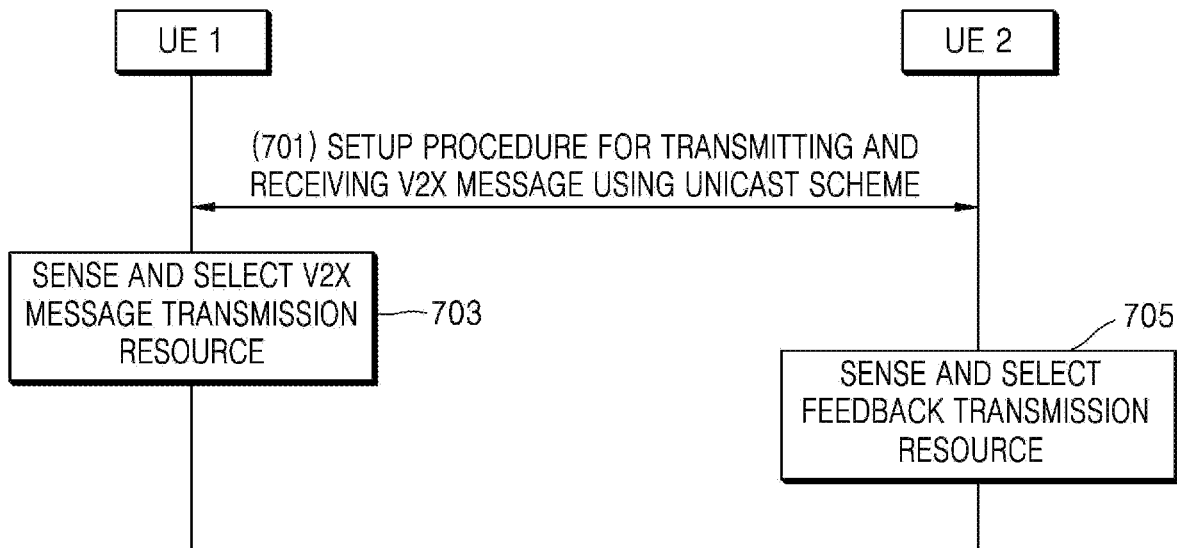 UE 1
UE 2
(701) SETUP PROCEDURE FOR TRANSMITTING AND
RECEIVING V2X MESSAGE USING UNICAST SCHEME
SENSE AND SELECT V2X
MESSAGE TRANSMISSION
RESOURCE
703
705
SENSE AND SELECT
FEEDBACK TRANSMISSION
RESOURCE